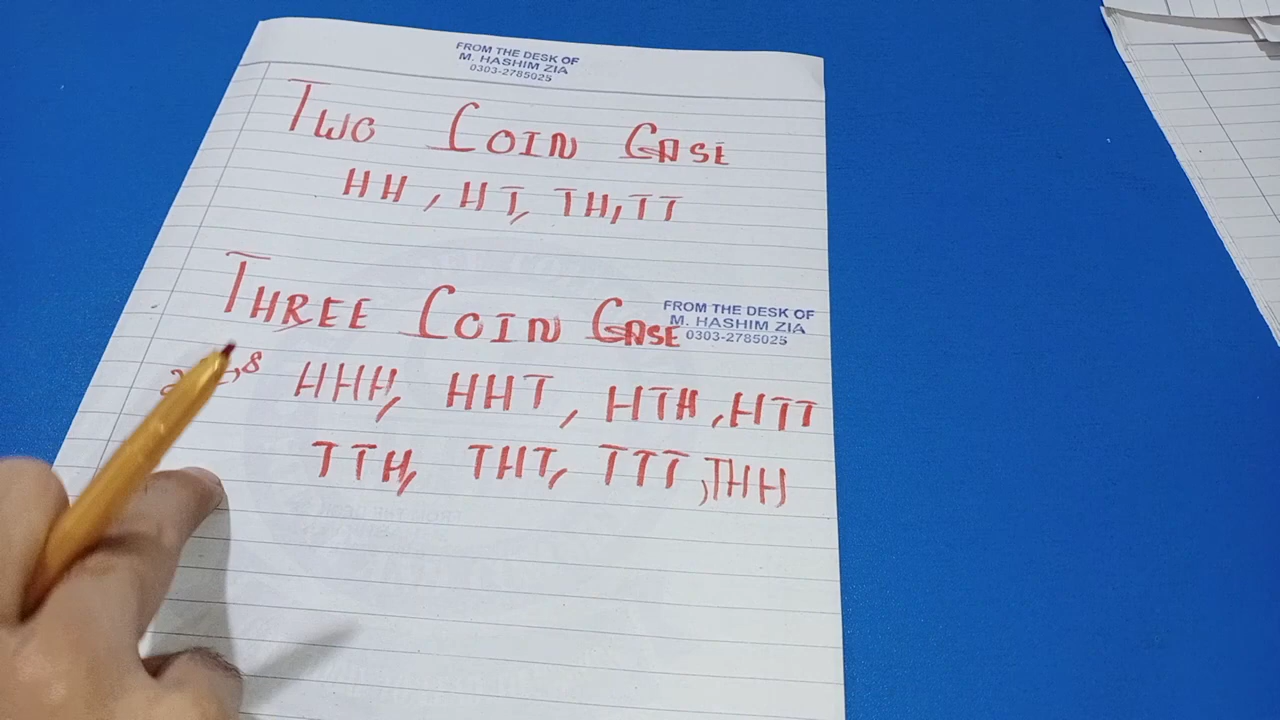 FROM THE DESK OF
M. HASHIM ZIA
0303-2785025
TWO COIN CASE
HH, HT, TH, TT
THREE COIN CASE
FROM THE DESK OF
M. HASHIM ZIA
0303-2785025
8 HHH, HHT, HTH, HTT
TTH, THT, TTT, THH